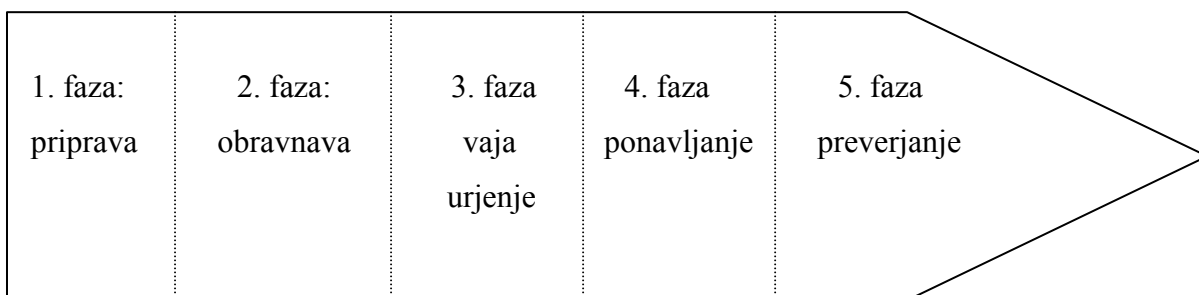 1. faza:
priprava
2. faza:
obravnava
3. faza
vaja
urjenje
4. faza
ponavljanje
5. faza
preverjanje